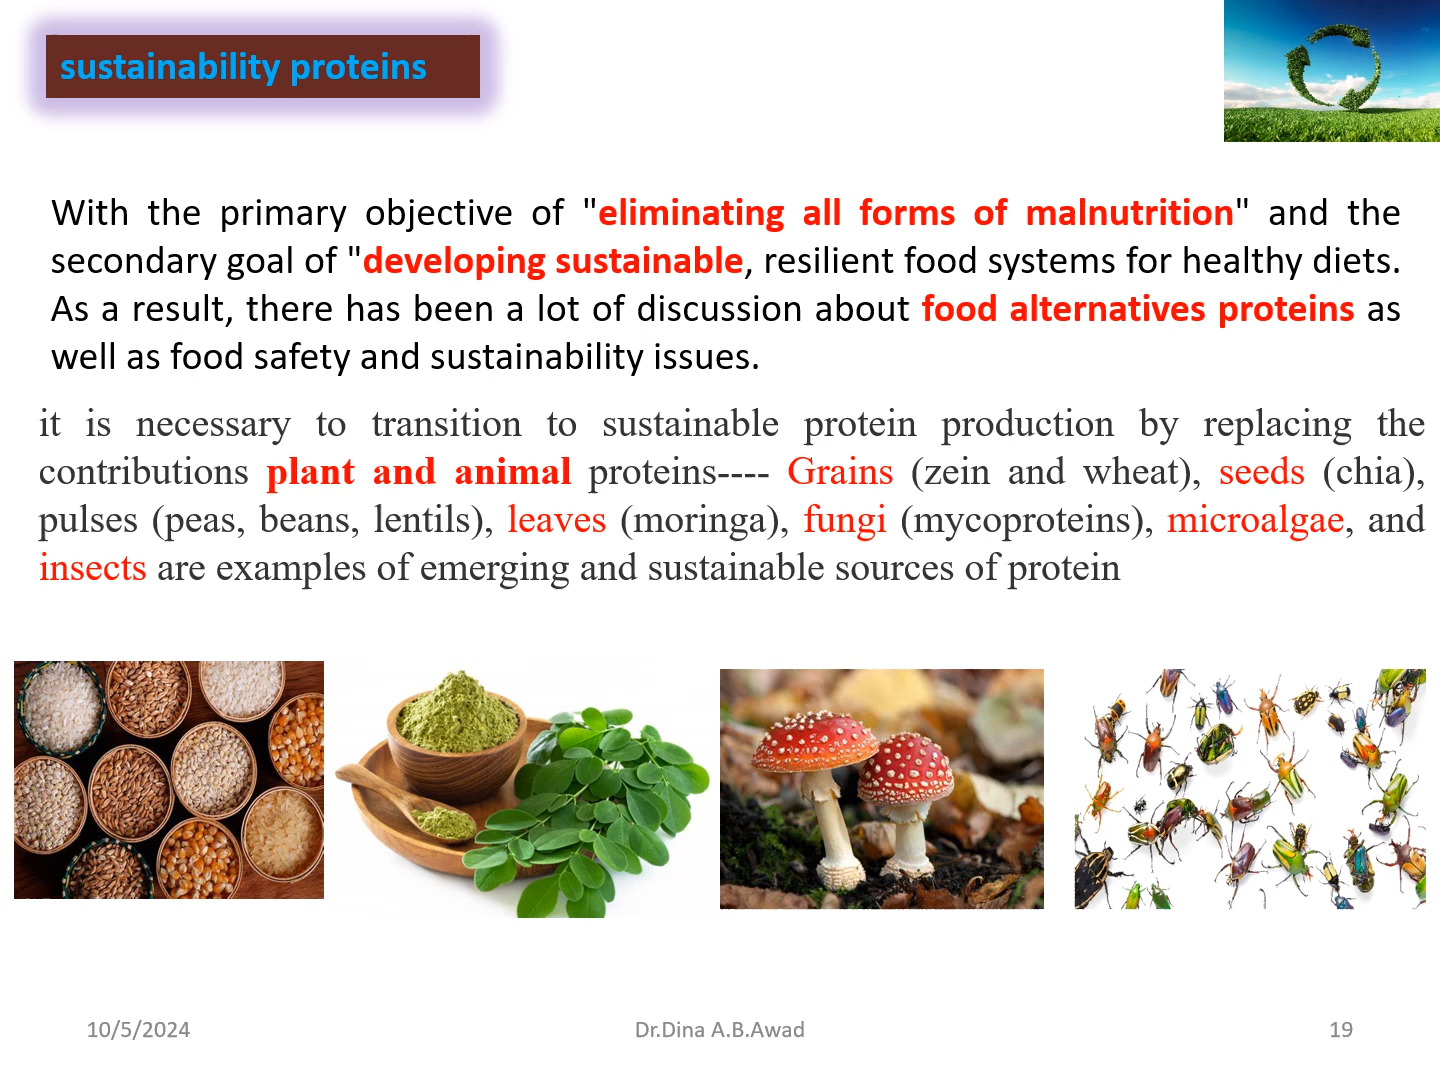 sustainability proteins
With the primary objective of "eliminating all forms of malnutrition" and the
secondary goal of "developing sustainable, resilient food systems for healthy diets.
As a result, there has been a lot of discussion about food alternatives proteins as
well as food safety and sustainability issues.
it is necessary to transition to sustainable protein production by replacing the
contributions plant and animal proteins---- Grains (zein and wheat), seeds (chia),
pulses (peas, beans, lentils), leaves (moringa), fungi (mycoproteins), microalgae, and
insects are examples of emerging and sustainable sources of protein
10/5/2024
Dr.Dina A.B.Awad
19